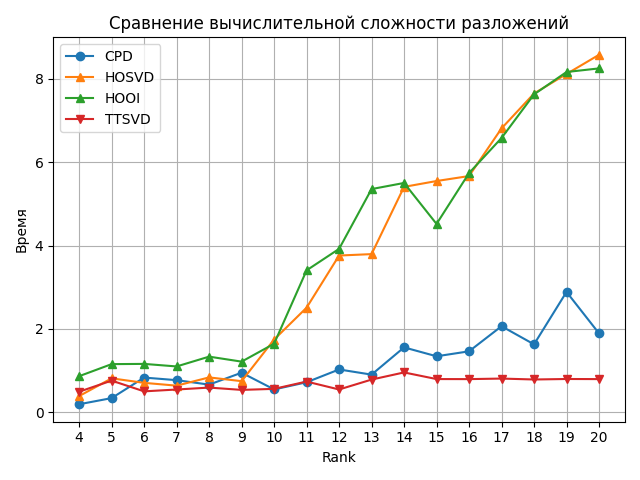 Сравнение вычислительной сложности разложений
CPD
HOSVD
HOOI
TTSVD
Время
8
6
4
2
0
4 5 6 7 8 9 10 11 12 13 14 15 16 17 18 19 20
Rank